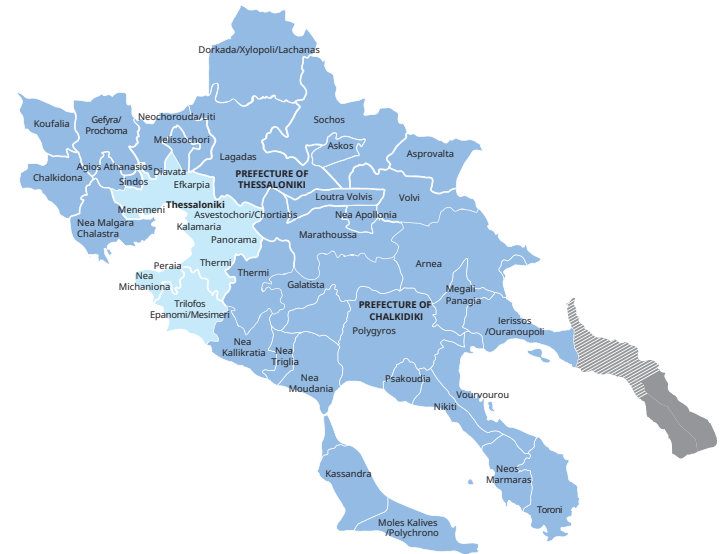 Dorkada/Xylopoli/Lachanas
Koufalia
Gefyra/
Prochoma
Neochorouda/Liti
Sochos
Melissochori
Askos
Lagadas
Asprovalta
Agios Athanasios
Diavata
PREFECTURE OF
THESSALONIKI
Chalkidona
Sindos
Efkarpia
Loutra Volvis
Volvi
Thessaloniki
Menemeni
Asvestochori/Chortiatis
Nea Apollonia
Nea Malgara
Chalastra
Kalamaria
Marathoussa
Panorama
Peraia
Thermi
Thermi
Arnea
Nea
Michaniona
Galatista
Megali
Panagia
Trilofos
Epanomi/Mesimeri
PREFECTURE OF
CHALKIDIKI
Polygyros
Ierissos
/Ouranoupoli
Nea
Kallikratia
Nea
Triglia
Nea
Moudania
Psakoudia
Vourvourou
Nikiti
Kassandra
Neos
Marmaras
Toroni
Moles Kalives
/Polychrono